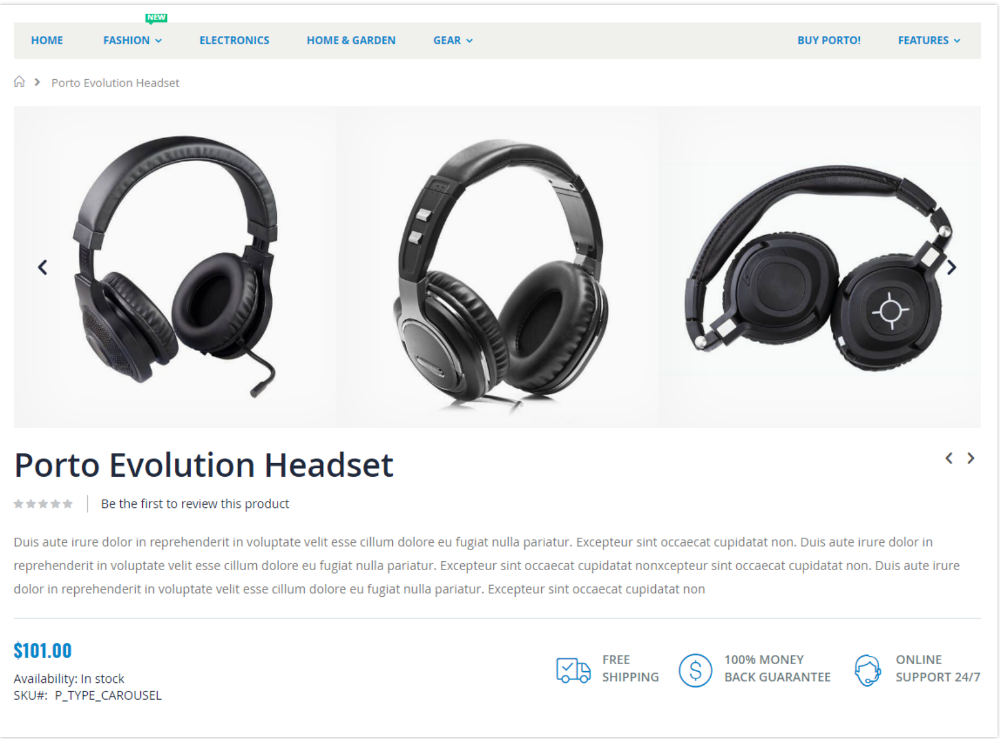 NEW
HOME FASHION ELECTRONICS HOME & GARDEN GEAR BUY PORTO! FEATURES
Porto Evolution Headset
Porto Evolution Headset
Be the first to review this product
Duis aute irure dolor in reprehenderit in voluptate velit esse cillum dolore eu fugiat nulla pariatur. Excepteur sint occaecat cupidatat non. Duis aute irure dolor in
reprehenderit in voluptate velit esse cillum dolore eu fugiat nulla pariatur. Excepteur sint occaecat cupidatat nonxcepteur sint occaecat cupidatat non. Duis aute irure
dolor in reprehenderit in voluptate velit esse cillum dolore eu fugiat nulla pariatur. Excepteur sint occaecat cupidatat non
$101.00
Availability: In stock
SKU#: P_TYPE_CAROUSEL
FREE
SHIPPING
100% MONEY
BACK GUARANTEE
ONLINE
SUPPORT 24/7